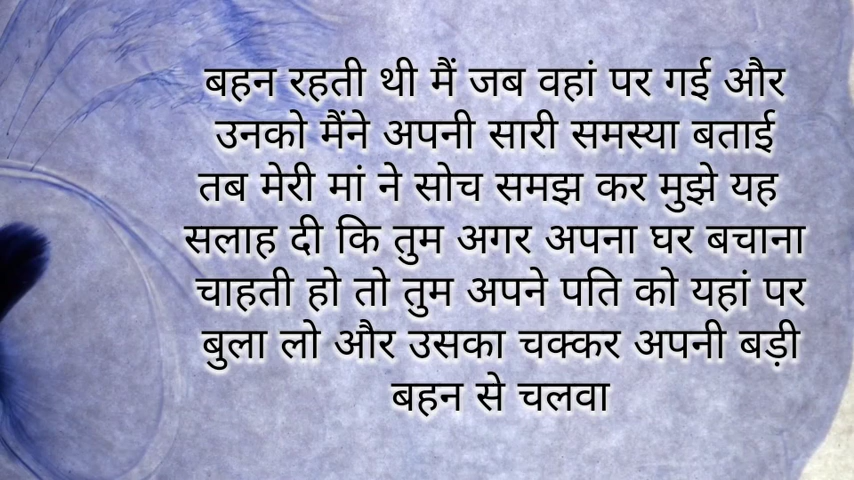 बहन रहती थी मैं जब वहां पर गई और
उनको मैंने अपनी सारी समस्या बताई
तब मेरी मां ने सोच समझ कर मुझे यह
सलाह दी कि तुम अगर अपना घर बचाना
चाहती हो तो तुम अपने पति को यहां पर
बुला लो और उसका चक्कर अपनी बड़ी
बहन से चलवा